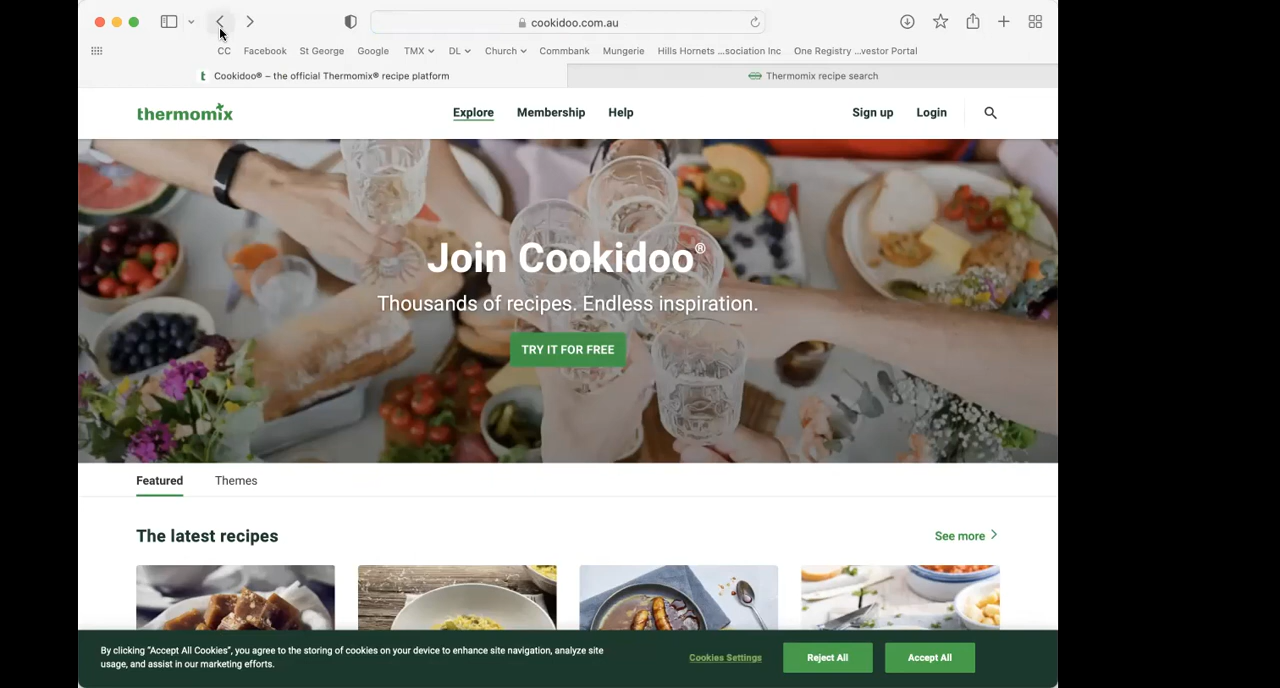 cookidoo.com.au
CC Facebook St George Google TMX DL Church Commbank Mungerie Hills Hornets ...sociation Inc One Registry ...vestor Portal
Cookidoo® – the official Thermomix® recipe platform
Thermomix recipe search
thermomix Explore Membership Help Sign up Login
Join Cookidoo®
Thousands of recipes. Endless inspiration.
TRY IT FOR FREE
Featured Themes
The latest recipes See more
By clicking “Accept All Cookies”, you agree to the storing of cookies on your device to enhance site navigation, analyze site
usage, and assist in our marketing efforts.
Cookies Settings Reject All Accept All